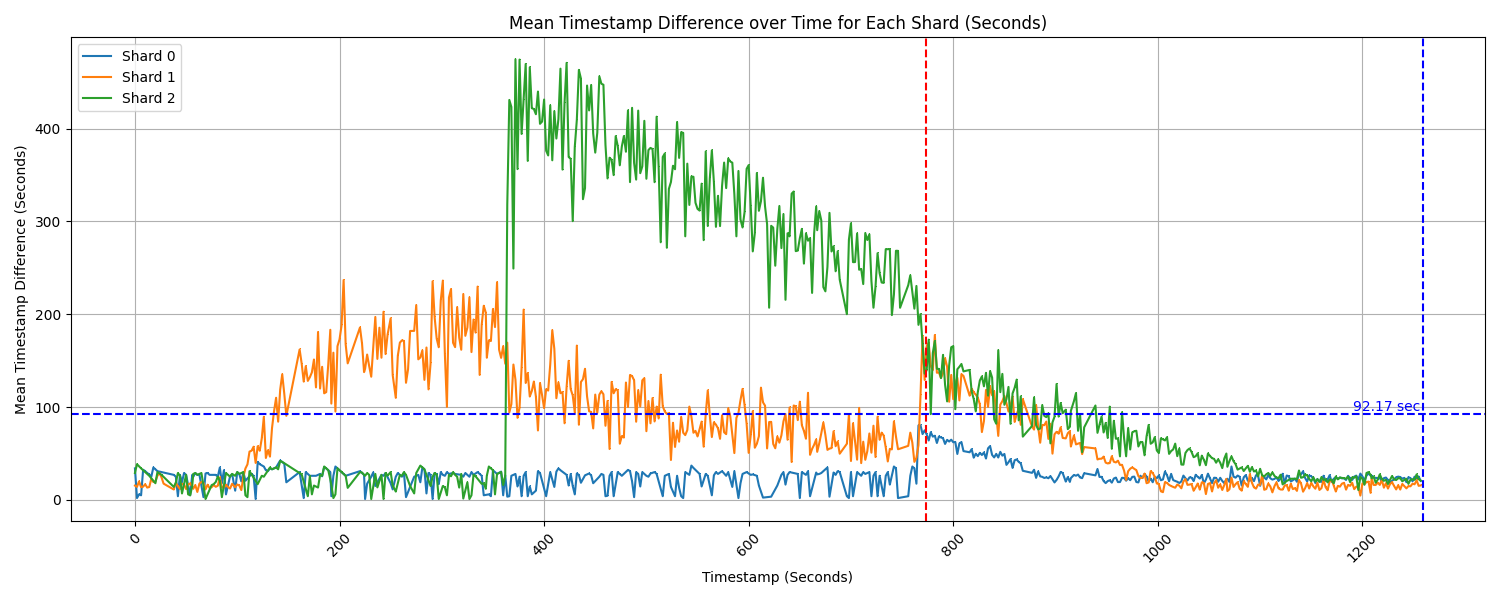 Mean Timestamp Difference over Time for Each Shard (Seconds)
Shard 0
Shard 1
Shard 2
Mean Timestamp Difference (Seconds)
400
300
200
100
0
92.17 sec
0
200
400
600
800
1000
1200
Timestamp (Seconds)